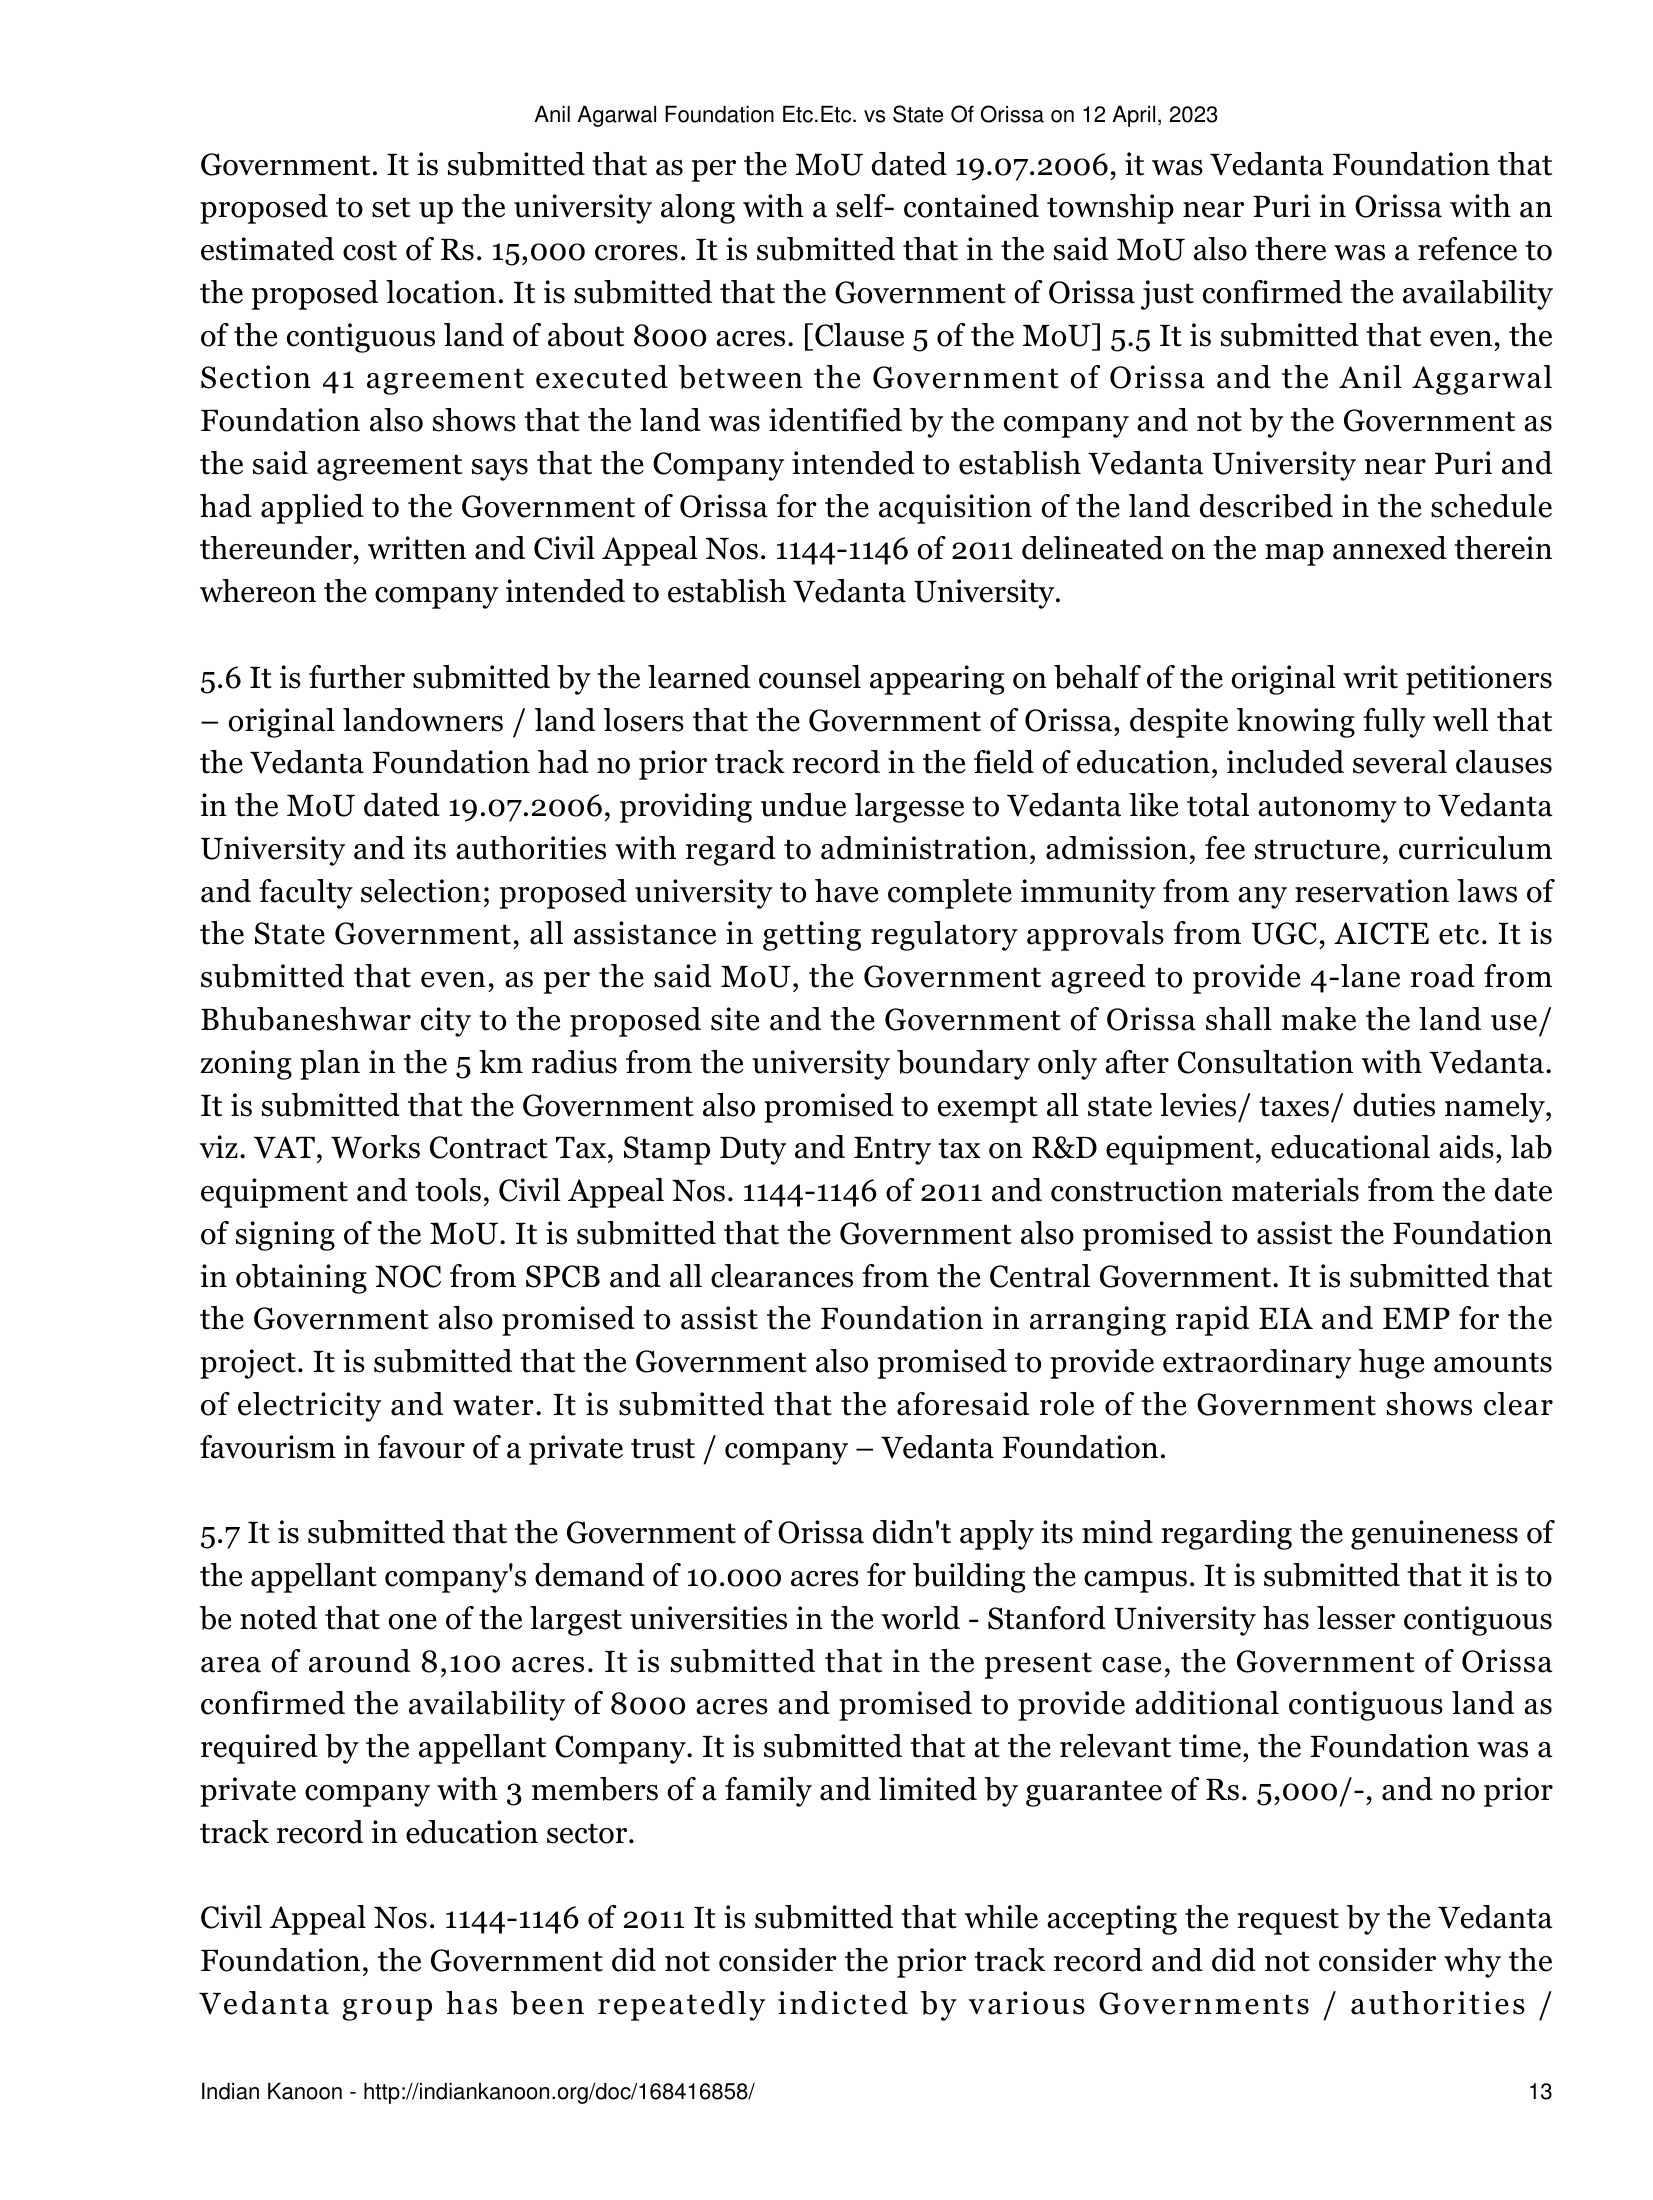 Anil Agarwal Foundation Etc.Etc. vs State Of Orissa on 12 April, 2023
Government. It is submitted that as per the MoU dated 19.07.2006, it was Vedanta Foundation that
proposed to set up the university along with a self- contained township near Puri in Orissa with an
estimated cost of Rs. 15,000 crores. It is submitted that in the said MoU also there was a refence to
the proposed location. It is submitted that the Government of Orissa just confirmed the availability
of the contiguous land of about 8000 acres. [Clause 5 of the MoU] 5.5 It is submitted that even, the
Section 41 agreement executed between the Government of Orissa and the Anil Aggarwal
Foundation also shows that the land was identified by the company and not by the Government as
the said agreement says that the Company intended to establish Vedanta University near Puri and
had applied to the Government of Orissa for the acquisition of the land described in the schedule
thereunder, written and Civil Appeal Nos. 1144-1146 of 2011 delineated on the map annexed therein
whereon the company intended to establish Vedanta University.
5.6 It is further submitted by the learned counsel appearing on behalf of the original writ petitioners
– original landowners / land losers that the Government of Orissa, despite knowing fully well that
the Vedanta Foundation had no prior track record in the field of education, included several clauses
in the MoU dated 19.07.2006, providing undue largesse to Vedanta like total autonomy to Vedanta
University and its authorities with regard to administration, admission, fee structure, curriculum
and faculty selection; proposed university to have complete immunity from any reservation laws of
the State Government, all assistance in getting regulatory approvals from UGC, AICTE etc. It is
submitted that even, as per the said MoU, the Government agreed to provide 4-lane road from
Bhubaneshwar city to the proposed site and the Government of Orissa shall make the land use/
zoning plan in the 5 km radius from the university boundary only after Consultation with Vedanta.
It is submitted that the Government also promised to exempt all state levies/ taxes/ duties namely,
viz. VAT, Works Contract Tax, Stamp Duty and Entry tax on R&D equipment, educational aids, lab
equipment and tools, Civil Appeal Nos. 1144-1146 of 2011 and construction materials from the date
of signing of the MoU. It is submitted that the Government also promised to assist the Foundation
in obtaining NOC from SPCB and all clearances from the Central Government. It is submitted that
the Government also promised to assist the Foundation in arranging rapid EIA and EMP for the
project. It is submitted that the Government also promised to provide extraordinary huge amounts
of electricity and water. It is submitted that the aforesaid role of the Government shows clear
favourism in favour of a private trust / company – Vedanta Foundation.
5.7 It is submitted that the Government of Orissa didn't apply its mind regarding the genuineness of
the appellant company's demand of 10.000 acres for building the campus. It is submitted that it is to
be noted that one of the largest universities in the world - Stanford University has lesser contiguous
area of around 8,100 acres. It is submitted that in the present case, the Government of Orissa
confirmed the availability of 8000 acres and promised to provide additional contiguous land as
required by the appellant Company. It is submitted that at the relevant time, the Foundation was a
private company with 3 members of a family and limited by guarantee of Rs. 5,000/-, and no prior
track record in education sector.
Civil Appeal Nos. 1144-1146 of 2011 It is submitted that while accepting the request by the Vedanta
Foundation, the Government did not consider the prior track record and did not consider why the
Vedanta group has been repeatedly indicted by various Governments / authorities /
Indian Kanoon - http://indiankanoon.org/doc/168416858/ 13